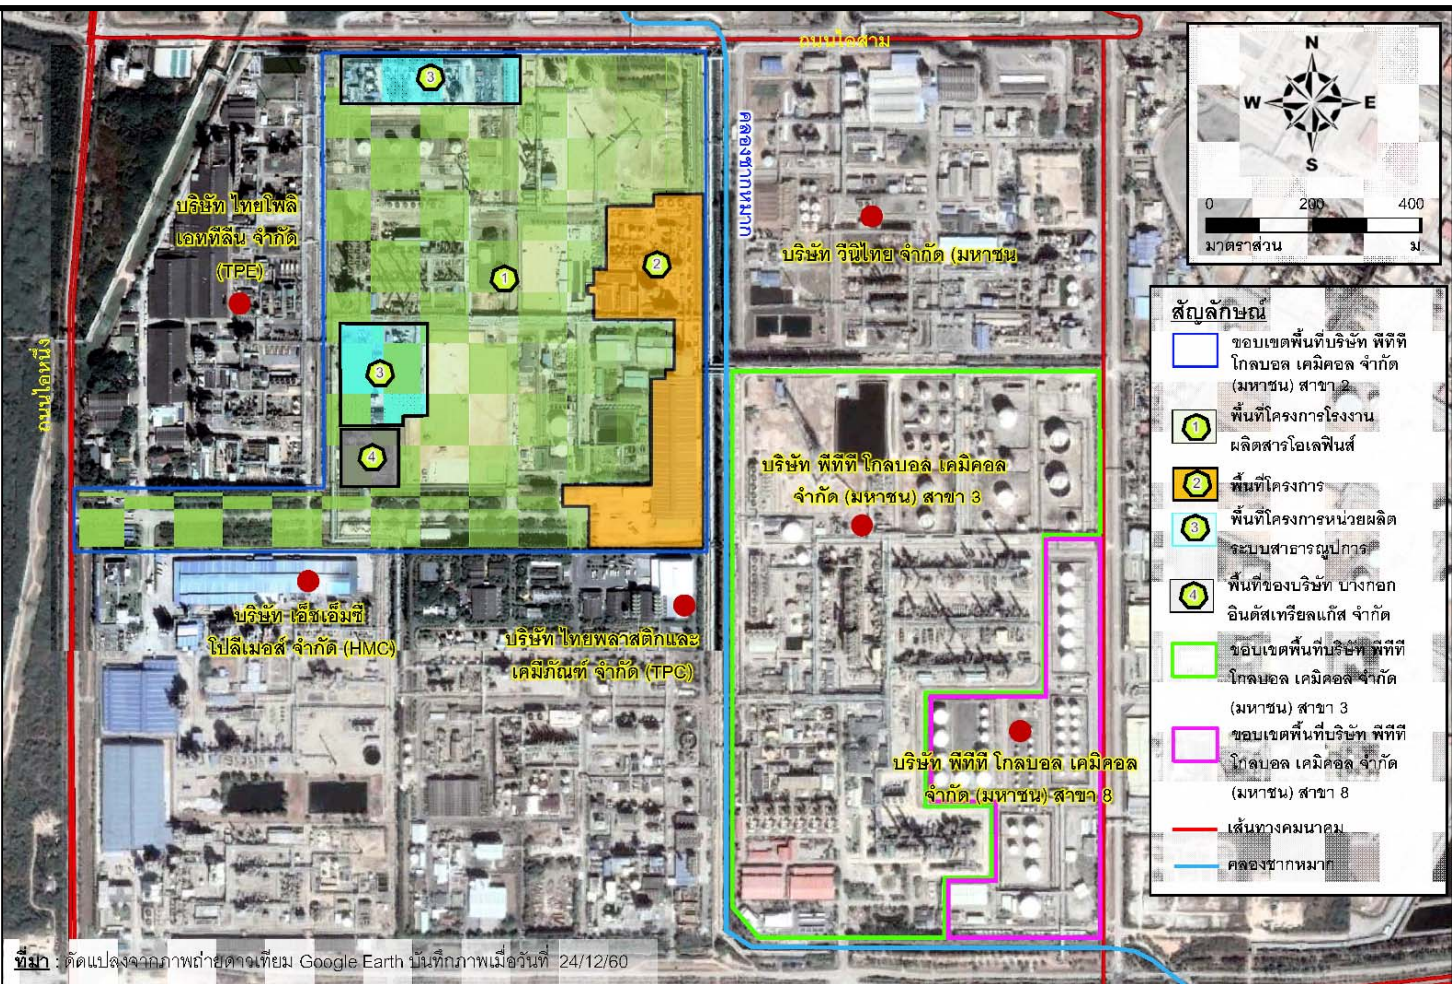 ถนนไอสาม
3
คลองชากหมาก
บริษัท ไทยโพลิ
เอททีลีน จำกัด
(TPE)
1
2
บริษัท วีนิไทย จำกัด (มหาชน
ถนนไอหนึ่ง
3
4
บริษัท พีทีที โกลบอล เคมิคอล
จำกัด (มหาชน) สาขา 3
บริษัท เอ็ชเอ็มซี
โปลีเมอส์ จำกัด (HMC)
บริษัท ไทยพลาสติกและ
เคมีภัณฑ์ จำกัด (TPC)
บริษัท พีทีที โกลบอล เคมิคอล
จำกัด (มหาชน) สาขา 8
N
W E
S
0 200 400
มาตราส่วน ม.
สัญลักษณ์
ขอบเขตพื้นที่บริษัท พีทีที
โกลบอล เคมิคอล จำกัด
(มหาชน) สาขา 2
1
พื้นที่โครงการโรงงาน
ผลิตสารโอเลฟินส์
2
พื้นที่โครงการ
3
พื้นที่โครงการหน่วยผลิต
ระบบสาธารณูปการ
4
พื้นที่ของบริษัท บางกอก
อินดัสเทรียลแก๊ส จำกัด
ขอบเขตพื้นที่บริษัท พีทีที
โกลบอล เคมิคอล จำกัด
(มหาชน) สาขา 3
ขอบเขตพื้นที่บริษัท พีทีที
โกลบอล เคมิคอล จำกัด
(มหาชน) สาขา 8
เส้นทางคมนาคม
คลองชากหมาก
ที่มา : ดัดแปลงจากภาพถ่ายดาวเทียม Google Earth บันทึกภาพเมื่อวันที่ 24/12/60